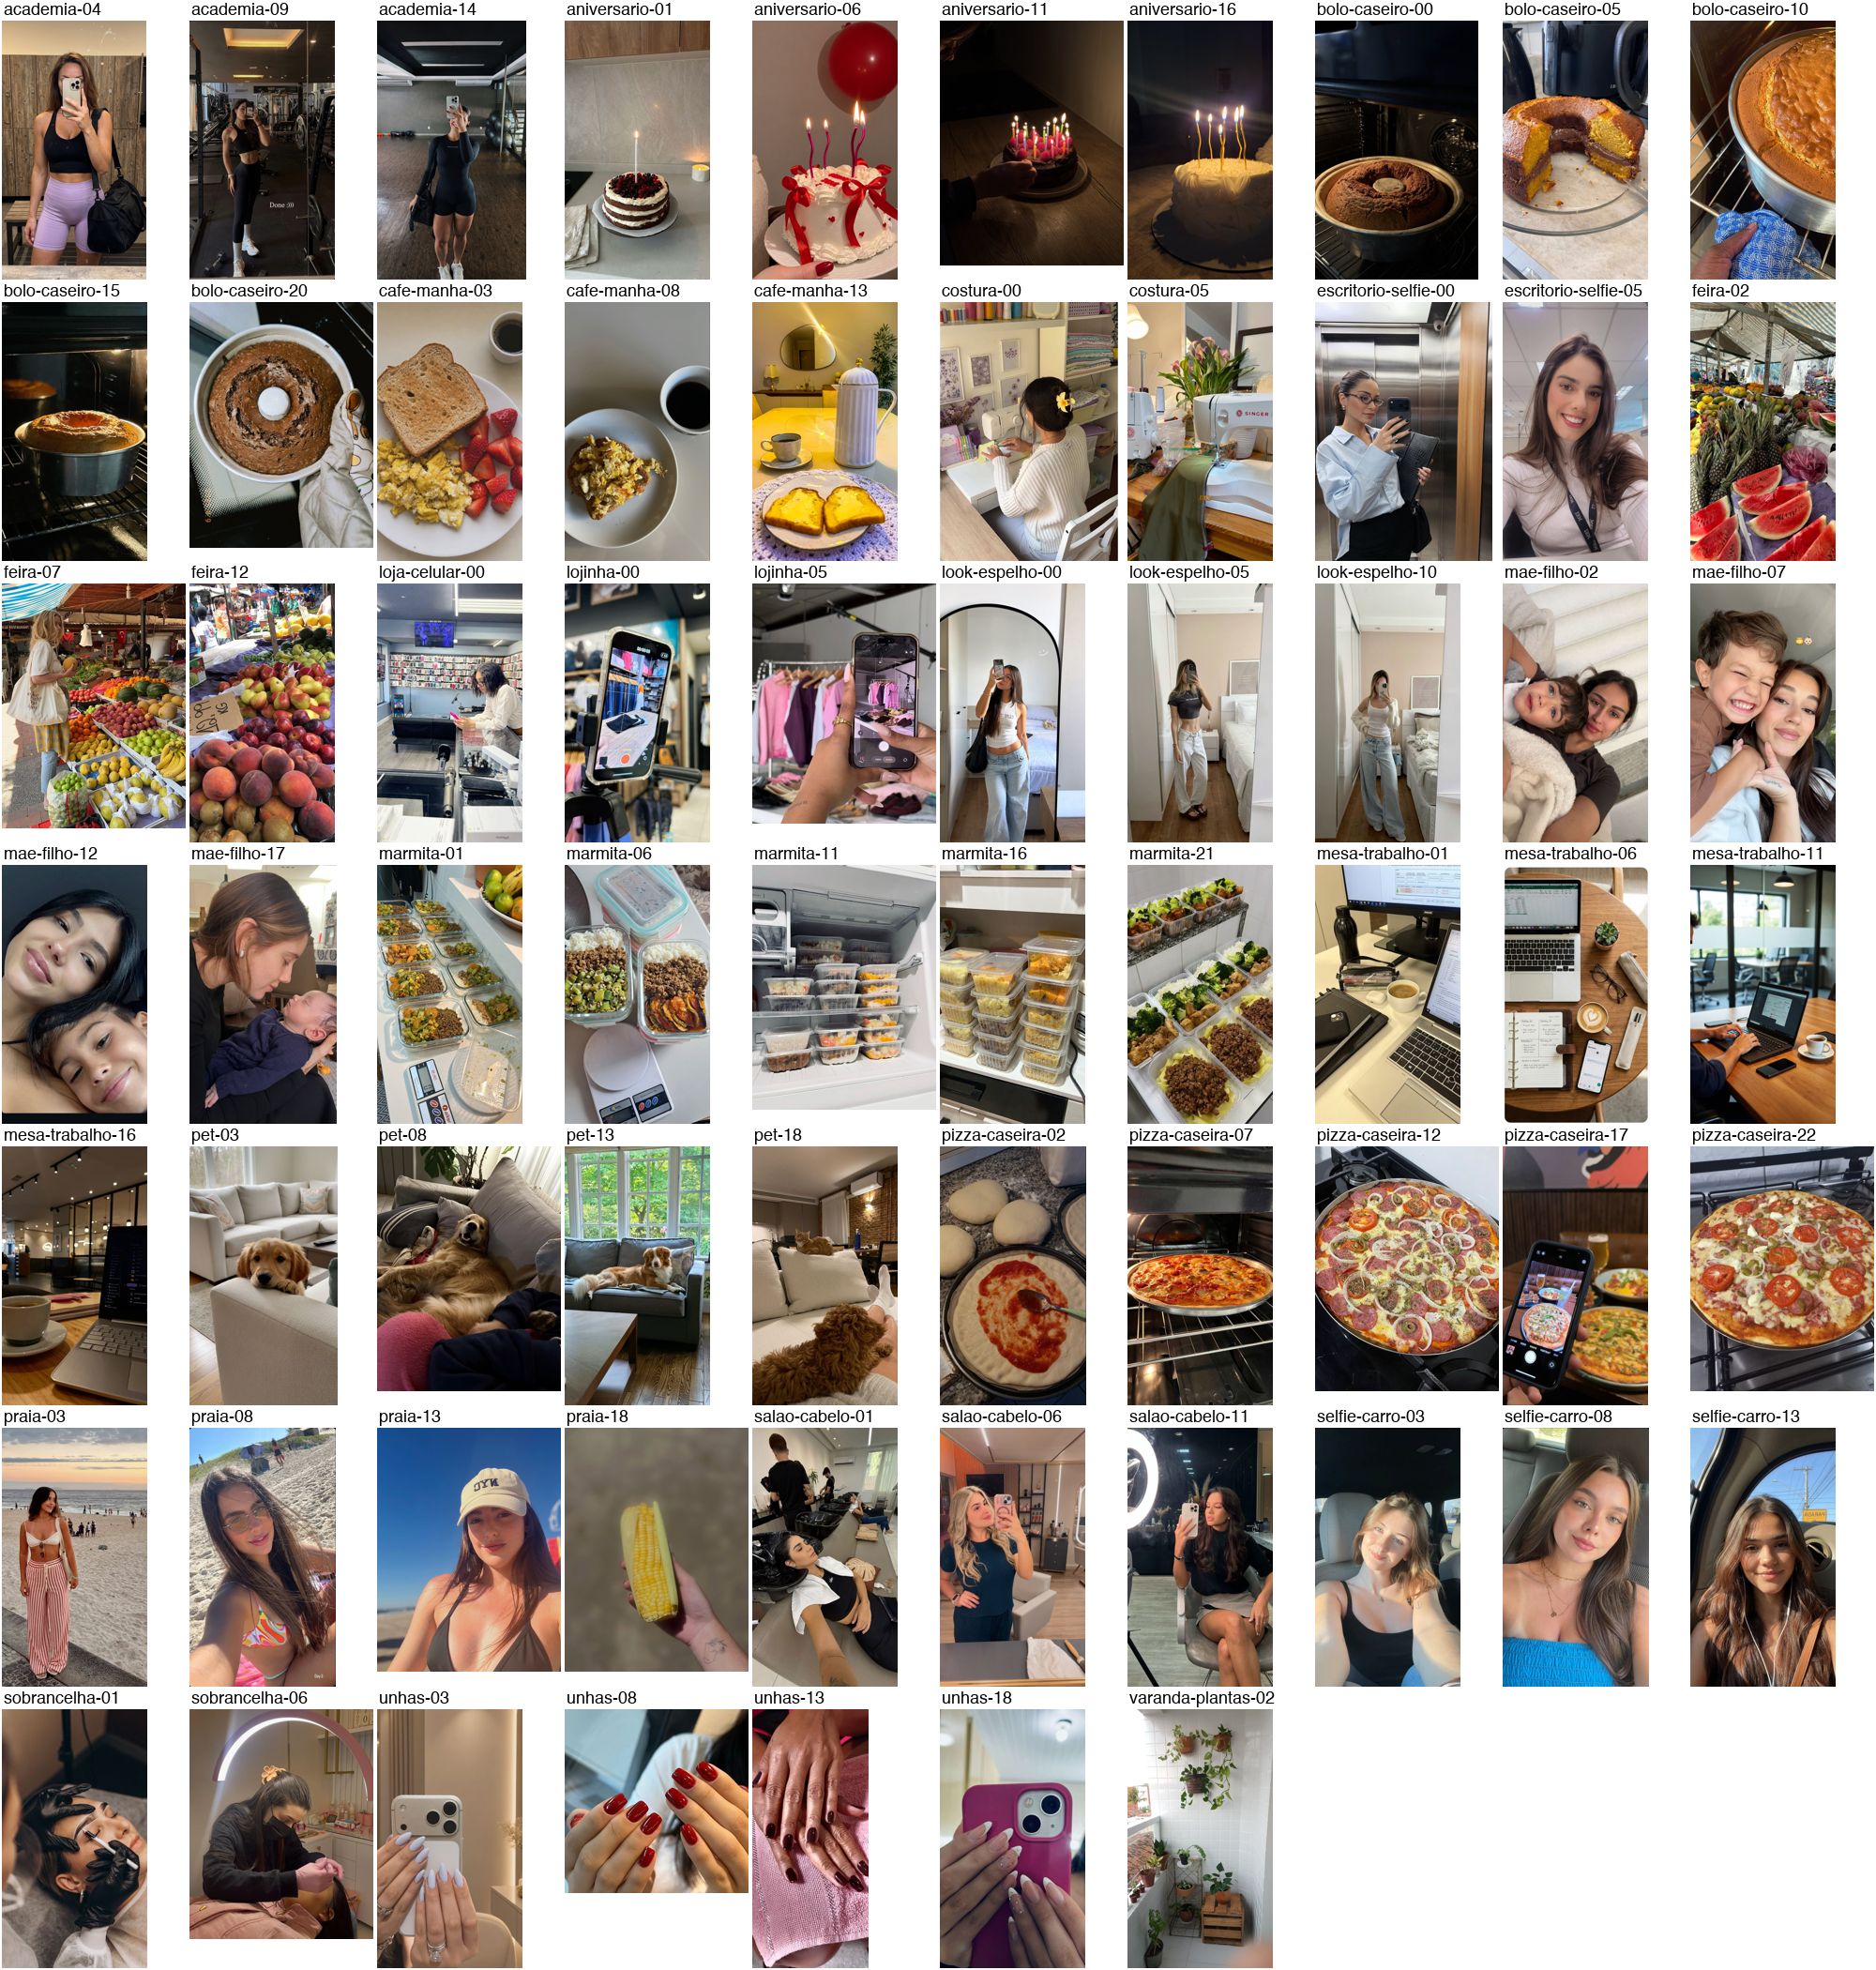 academia-04
academia-09
academia-14
aniversario-01
aniversario-06
aniversario-11
aniversario-16
bolo-caseiro-00
bolo-caseiro-05
bolo-caseiro-10
Done :)))
bolo-caseiro-15
bolo-caseiro-20
cafe-manha-03
cafe-manha-08
cafe-manha-13
costura-00
costura-05
escritorio-selfie-00
escritorio-selfie-05
feira-02
SINGER
feira-07
feira-12
loja-celular-00
lojinha-00
lojinha-05
look-espelho-00
look-espelho-05
look-espelho-10
mae-filho-02
mae-filho-07
mae-filho-12
mae-filho-17
marmita-01
marmita-06
marmita-11
marmita-16
marmita-21
mesa-trabalho-01
mesa-trabalho-06
mesa-trabalho-11
mesa-trabalho-16
pet-03
pet-08
pet-13
pet-18
pizza-caseira-02
pizza-caseira-07
pizza-caseira-12
pizza-caseira-17
pizza-caseira-22
praia-03
praia-08
praia-13
praia-18
salao-cabelo-01
salao-cabelo-06
salao-cabelo-11
selfie-carro-03
selfie-carro-08
selfie-carro-13
NYC
sobrancelha-01
sobrancelha-06
unhas-03
unhas-08
unhas-13
unhas-18
varanda-plantas-02